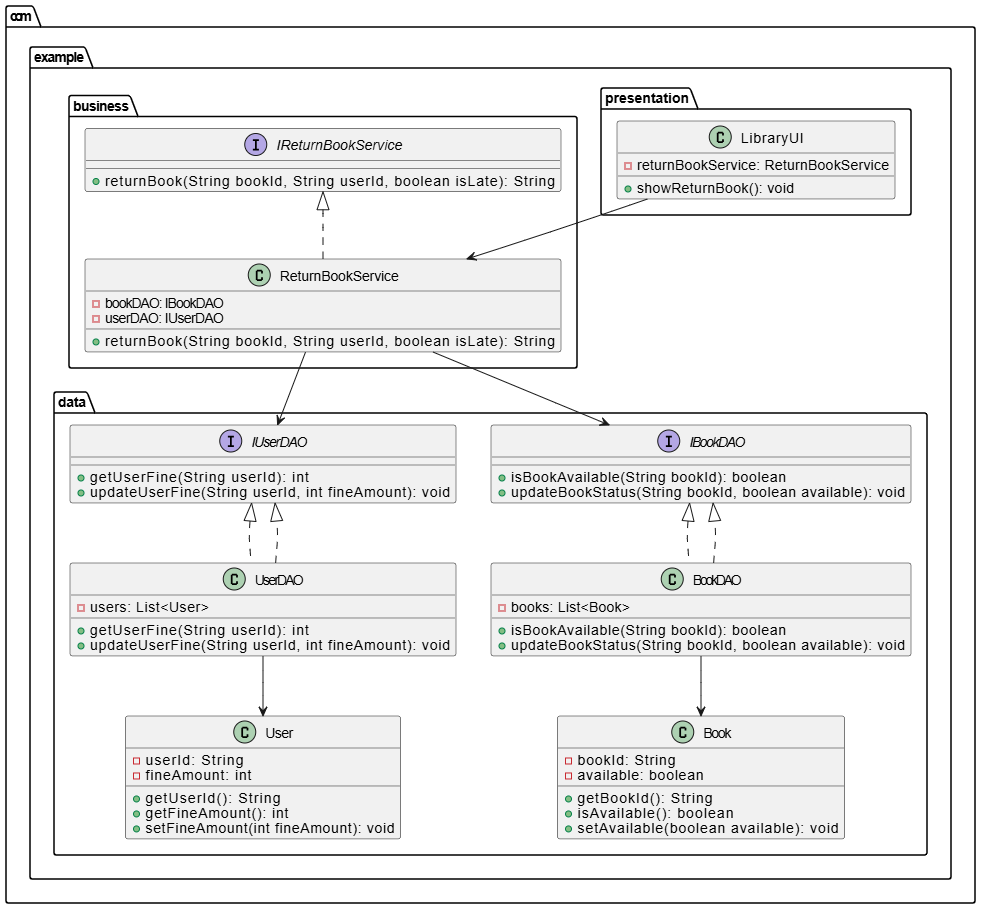 com
example
business
I IReturnBookService
returnBook(String bookId, String userId, boolean isLate): String
C ReturnBookService
bookDAO: IBookDAO
userDAO: IUserDAO
returnBook(String bookId, String userId, boolean isLate): String
presentation
C LibraryUI
returnBookService: ReturnBookService
showReturnBook(): void
data
I IUserDAO
getUserFine(String userId): int
updateUserFine(String userId, int fineAmount): void
I IBookDAO
isBookAvailable(String bookId): boolean
updateBookStatus(String bookId, boolean available): void
C UserDAO
users: List<User>
getUserFine(String userId): int
updateUserFine(String userId, int fineAmount): void
C BookDAO
books: List<Book>
isBookAvailable(String bookId): boolean
updateBookStatus(String bookId, boolean available): void
C User
userId: String
fineAmount: int
getUserId(): String
getFineAmount(): int
setFineAmount(int fineAmount): void
C Book
bookId: String
available: boolean
getBookId(): String
isAvailable(): boolean
setAvailable(boolean available): void